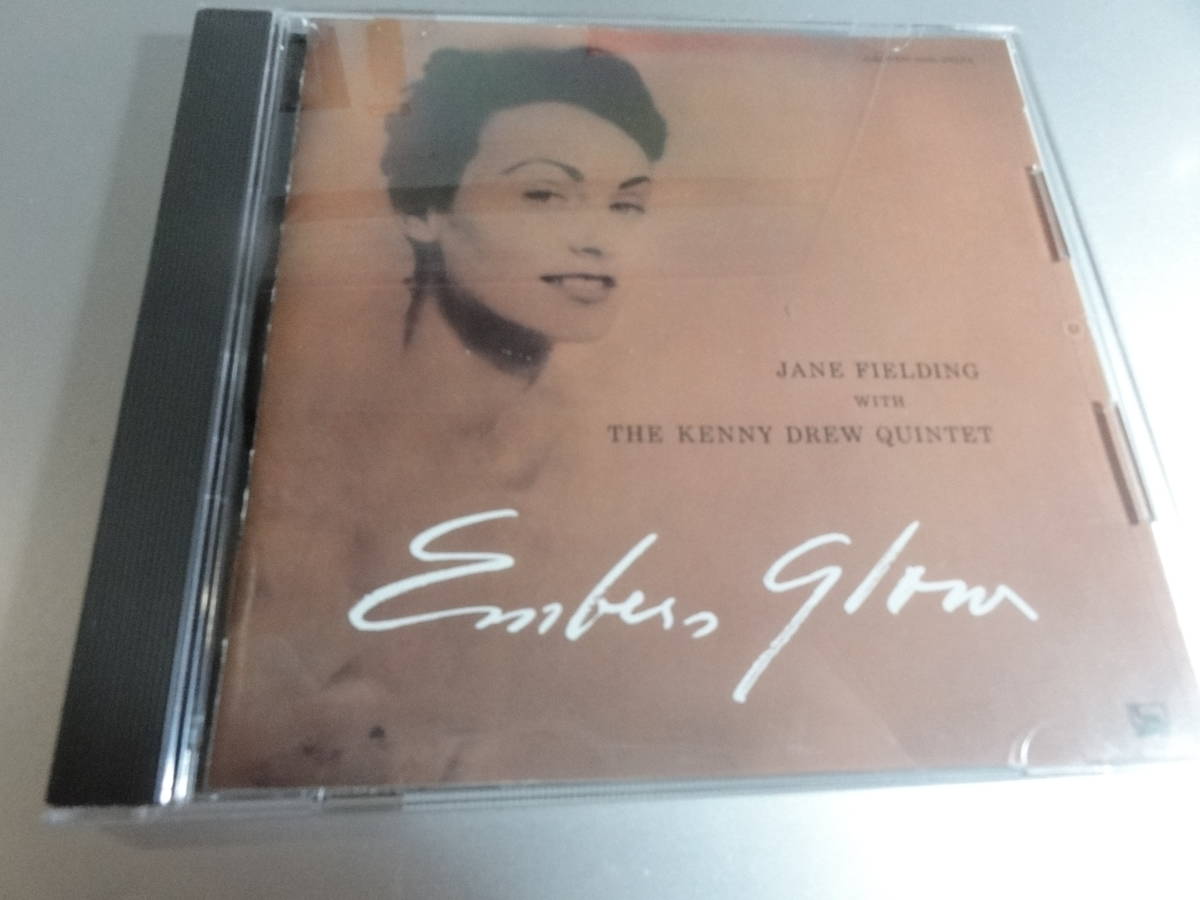 JANE FIELDING
WITH
THE KENNY DREW QUINTET
Embers Glow